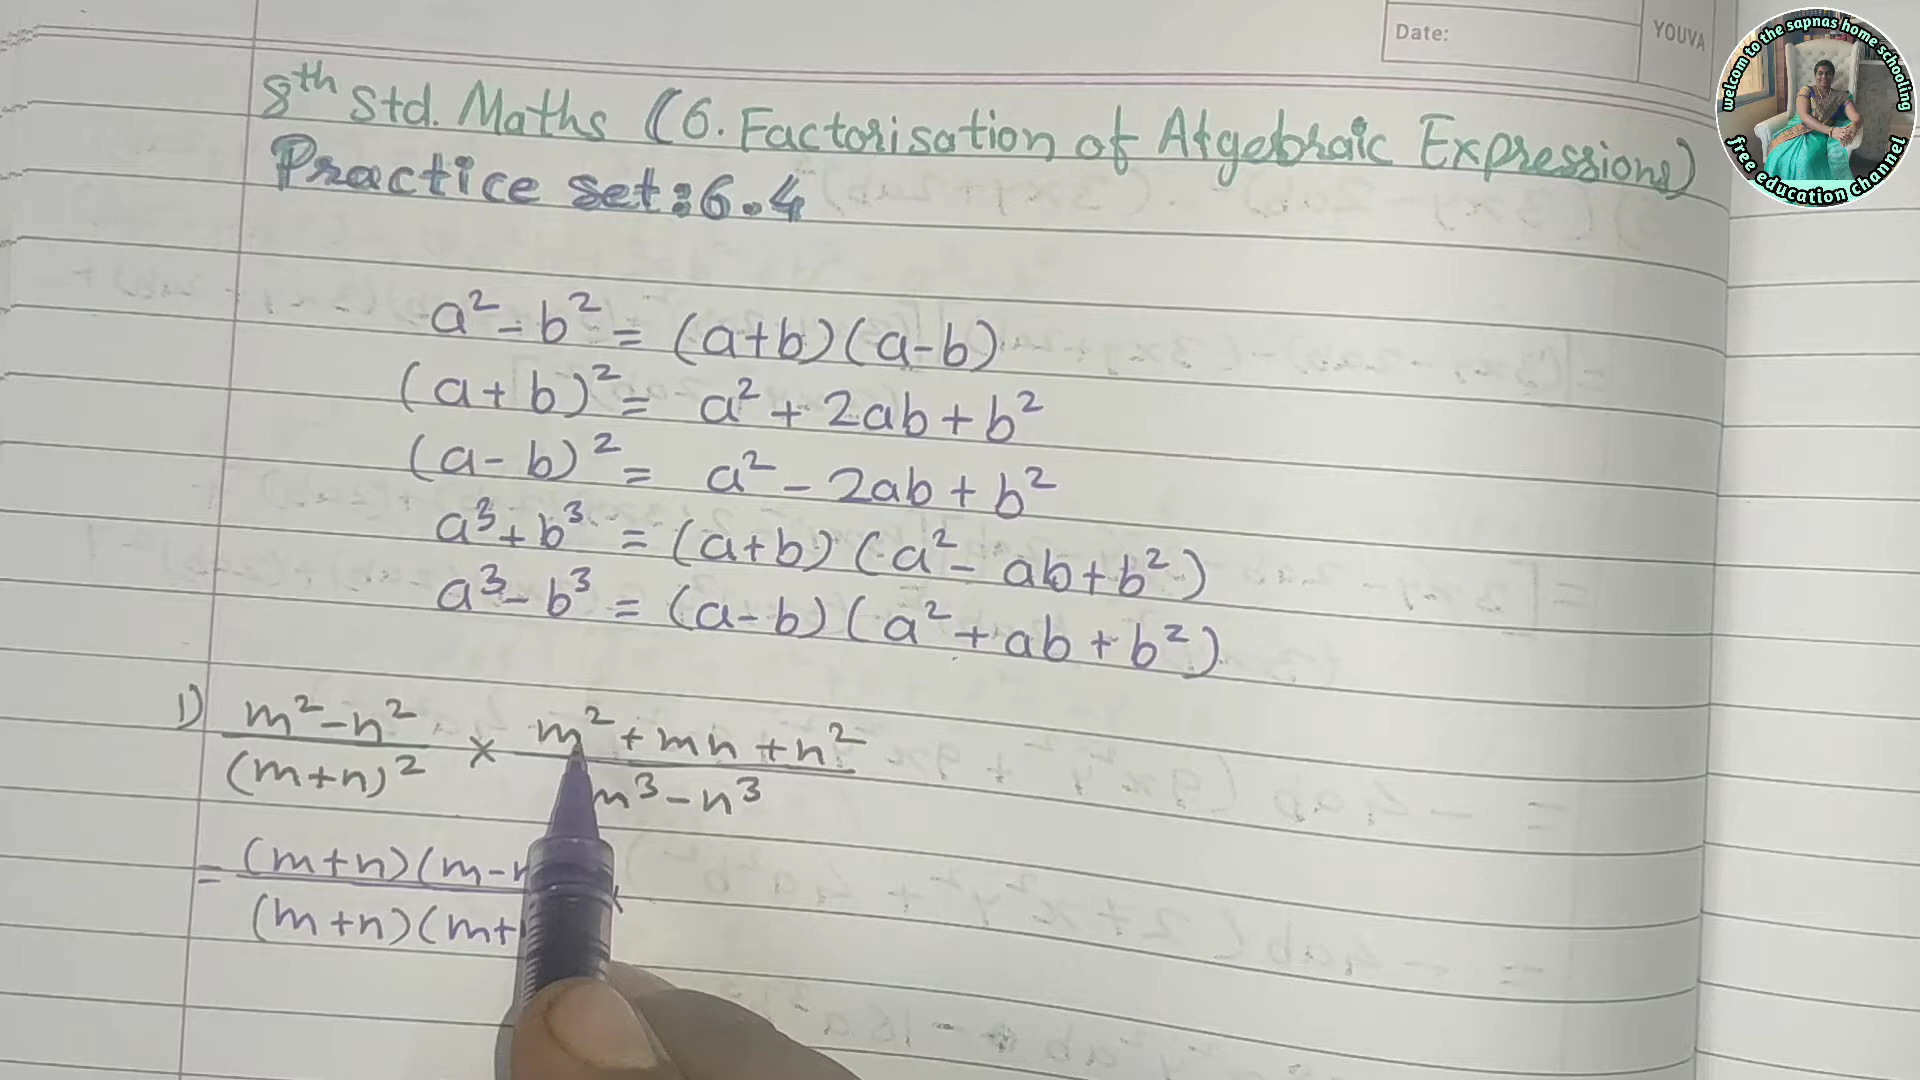 Date:
YOUVA
welcom to the sapnas home schooling
free education channel
8th Std. Maths (6. Factorisation of Algebraic Expressions)
Practice set: 6.4
a² - b² = (a+b)(a-b)
(a+b)² = a² + 2ab + b²
(a-b)² = a² - 2ab + b²
a³ + b³ = (a+b)(a² - ab + b²)
a³ - b³ = (a-b)(a² + ab + b²)
1) m² - n² / (m+n)² × m² + mn + n² / m³ - n³
= (m+n)(m-n / (m+n)(m+